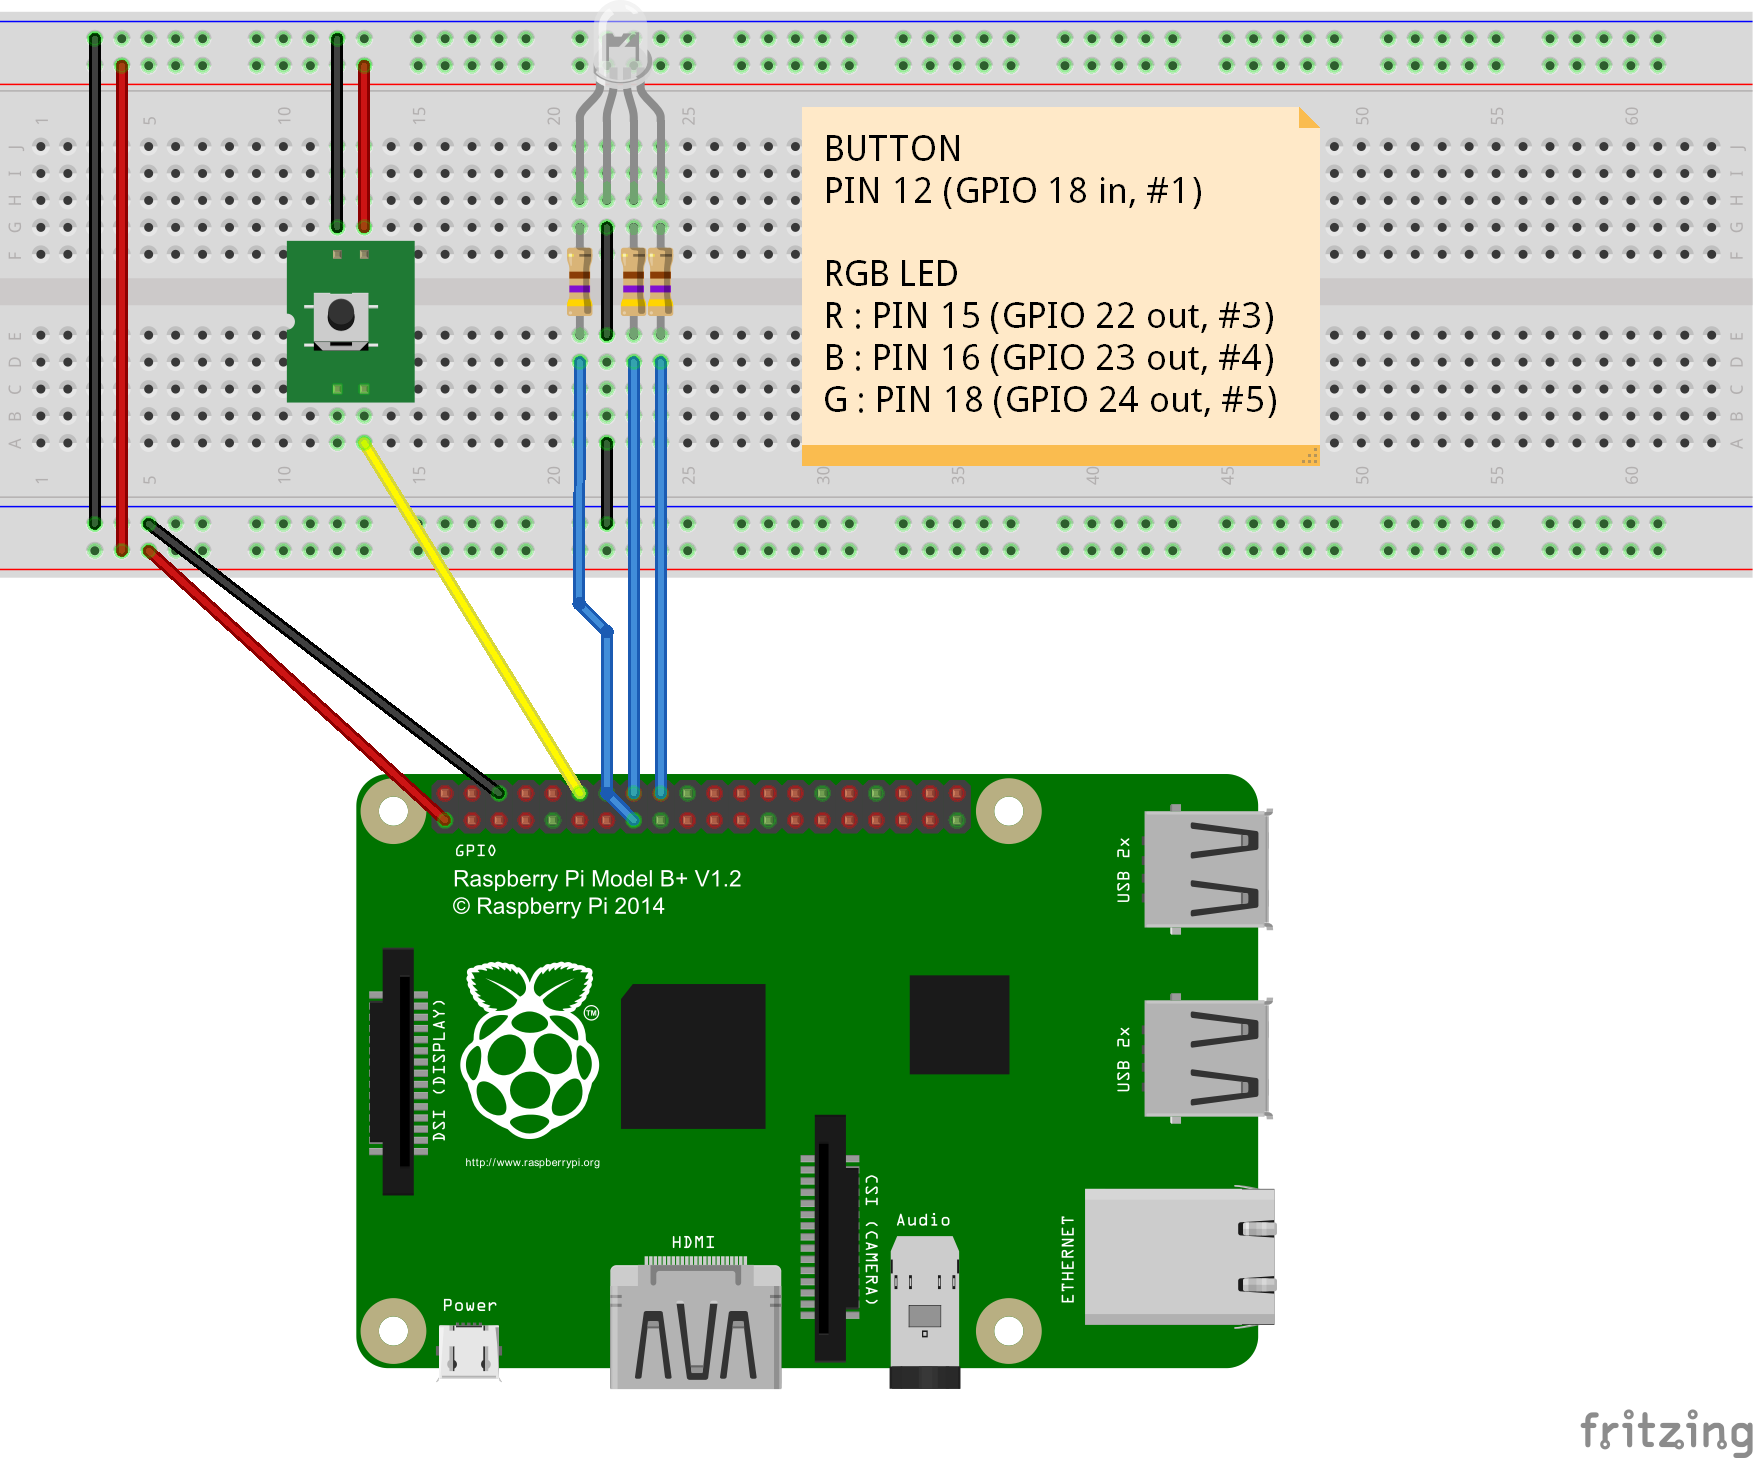 1 5 10 15 20 25 50 55 60
J J
I I
H H
G G
F F
BUTTON
PIN 12 (GPIO 18 in, #1)
RGB LED
R : PIN 15 (GPIO 22 out, #3)
B : PIN 16 (GPIO 23 out, #4)
G : PIN 18 (GPIO 24 out, #5)
E E
D D
C C
B B
A A
1 5 10 15 20 25 30 35 40 45 50 55 60
GPIO
Raspberry Pi Model B+ V1.2
© Raspberry Pi 2014
USB 2x
TM
DSI (DISPLAY)
USB 2x
http://www.raspberrypi.org
CSI (CAMERA)
Audio
ETHERNET
HDMI
Power
fritzing